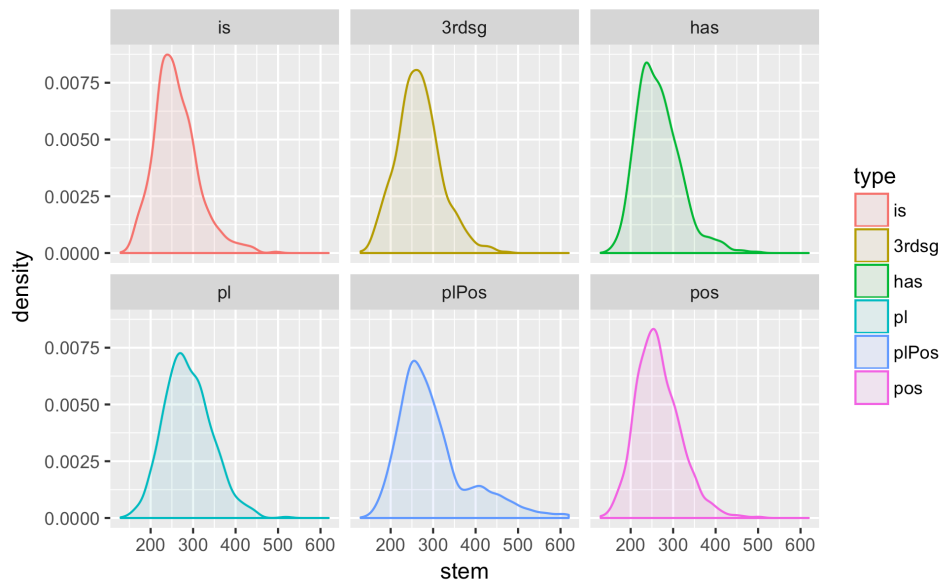 is 3rdsg has
0.0075
0.0050
0.0025
0.0000
pl plPos pos
0.0075
0.0050
0.0025
0.0000
200 300 400 500 600 200 300 400 500 600 200 300 400 500 600
stem
density
type
is
3rdsg
has
pl
plPos
pos